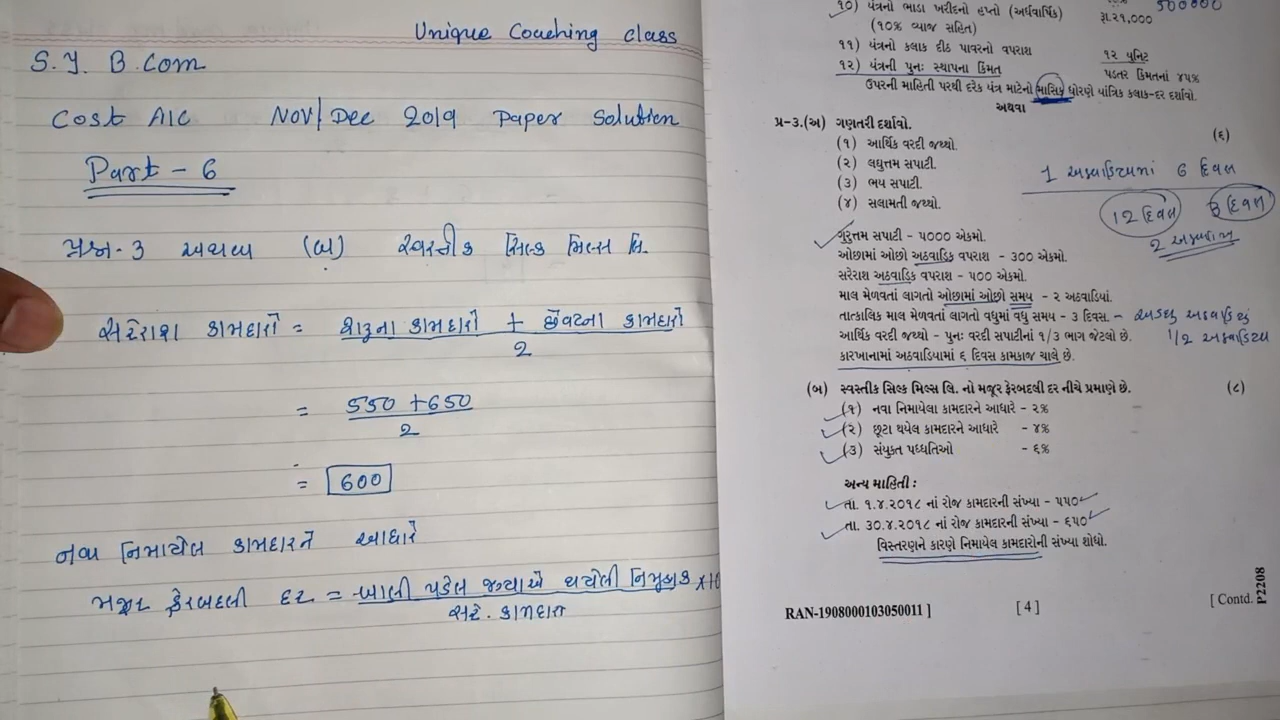 Unique Coaching class
S.Y. B.Com
Cost A/C Nov/Dec 2019 Paper Solution
Part - 6
પ્રશ્ન-3 અથવા (બ) સ્વસ્તીક સિલ્ક મિલ્સ લિ.
સરેરાશ કામદારો = શરૂના કામદારો + છેવટના કામદારો
2
= 550 + 650
2
= 600
નવા નિમાયેલ કામદારને આધારે
મજૂર ફેરબદલી દર = ખાલી પડેલ જગ્યાએ થયેલી નિમણુક
સરે. કામદારો
૧૦) યંત્રનો ભાડા ખરીદનો હપ્તો (અર્ધવાર્ષિક) રૂા.૨૧,૦૦૦
500000
(૧૦% વ્યાજ સહિત)
૧૧) યંત્રનો કલાક દીઠ પાવરનો વપરાશ ૧૨ યુનિટ
૧૨) યંત્રની પુનઃ સ્થાપના કિંમત પડતર કિંમતનાં ૪૫%
ઉપરની માહિતી પરથી દરેક યંત્ર માટેનો માસિક ધોરણે યાંત્રિક કલાક-દર દર્શાવો.
અથવા
પ્ર-૩.(અ) ગણતરી દર્શાવો. (૬)
(૧) આર્થિક વરદી જથ્થો.
(૨) લઘુત્તમ સપાટી.
(૩) ભય સપાટી.
(૪) સલામતી જથ્થો.
1 અઠવાડિયામાં 6 દિવસ
12 દિવસ 3 દિવસ
2 અઠવાડીયા
ગુરુત્તમ સપાટી - ૫૦૦૦ એકમો.
ઓછામાં ઓછો અઠવાડિક વપરાશ - ૩૦૦ એકમો.
સરેરાશ અઠવાડિક વપરાશ - ૫૦૦ એકમો.
માલ મેળવતાં લાગતો ઓછામાં ઓછો સમય - ૨ અઠવાડિયાં.
તાત્કાલિક માલ મેળવતાં લાગતો વધુમાં વધુ સમય - ૩ દિવસ. - અડધુ અઠવાડિયું
આર્થિક વરદી જથ્થો - પુનઃ વરદી સપાટીનાં ૧/૩ ભાગ જેટલો છે. 1/2 અઠવાડિયા
કારખાનામાં અઠવાડિયામાં ૬ દિવસ કામકાજ ચાલે છે.
(બ) સ્વસ્તીક સિલ્ક મિલ્સ લિ. નો મજૂર ફેરબદલી દર નીચે પ્રમાણે છે. (૮)
(૧) નવા નિમાયેલા કામદારને આધારે - ૨%
(૨) છૂટા થયેલ કામદારને આધારે - ૪%
(૩) સંયુક્ત પધ્ધતિઓ - ૬%
અન્ય માહિતી :
તા. ૧.૪.૨૦૧૮ નાં રોજ કામદારની સંખ્યા - ૫૫૦
તા. ૩૦.૪.૨૦૧૮ નાં રોજ કામદારની સંખ્યા - ૬૫૦
વિસ્તરણને કારણે નિમાયેલ કામદારોની સંખ્યા શોધો.
RAN-1908000103050011 ] [ 4 ] [ Contd.
P2208